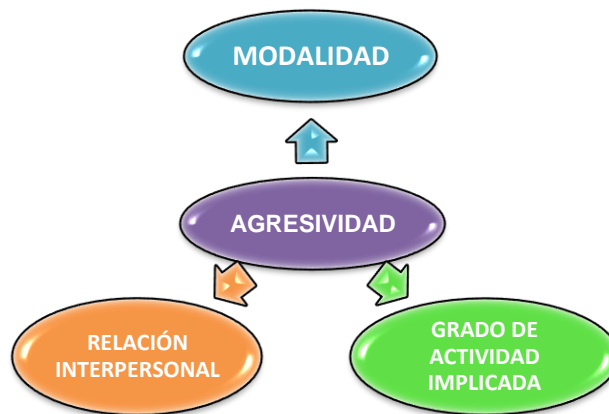 MODALIDAD
AGRESIVIDAD
RELACIÓN
INTERPERSONAL
GRADO DE
ACTIVIDAD
IMPLICADA